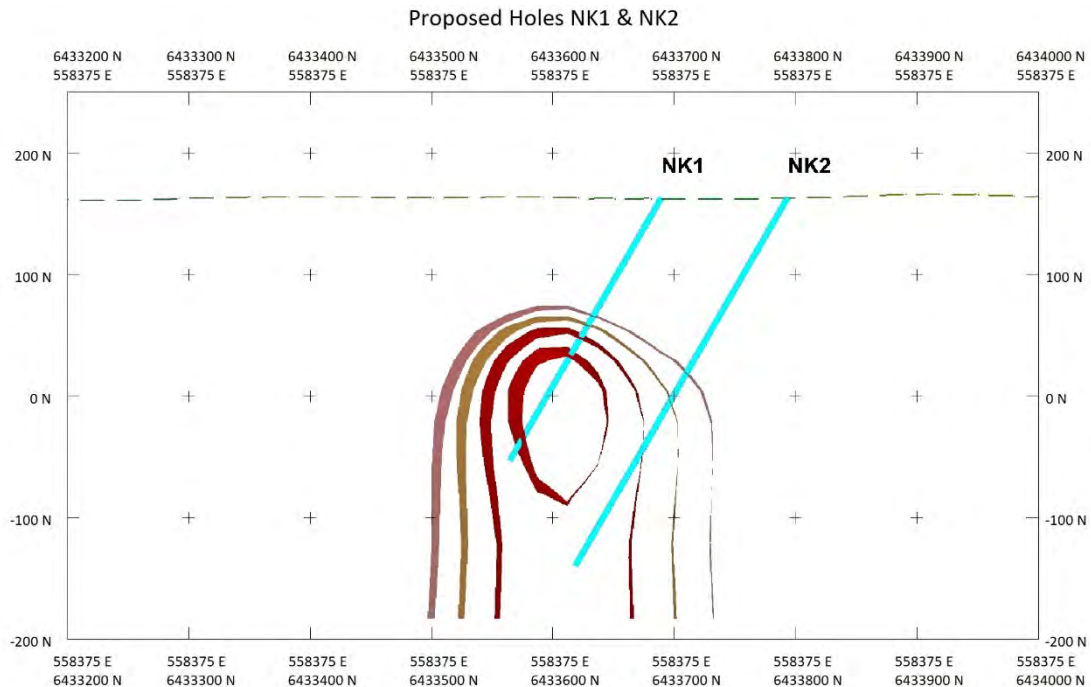 Proposed Holes NK1 & NK2
6433200 N 6433300 N 6433400 N 6433500 N 6433600 N 6433700 N 6433800 N 6433900 N 6434000 N
558375 E 558375 E 558375 E 558375 E 558375 E 558375 E 558375 E 558375 E 558375 E
200 N NK1 NK2 200 N
100 N 100 N
0 N 0 N
-100 N -100 N
-200 N -200 N
558375 E 558375 E 558375 E 558375 E 558375 E 558375 E 558375 E 558375 E 558375 E
6433200 N 6433300 N 6433400 N 6433500 N 6433600 N 6433700 N 6433800 N 6433900 N 6434000 N